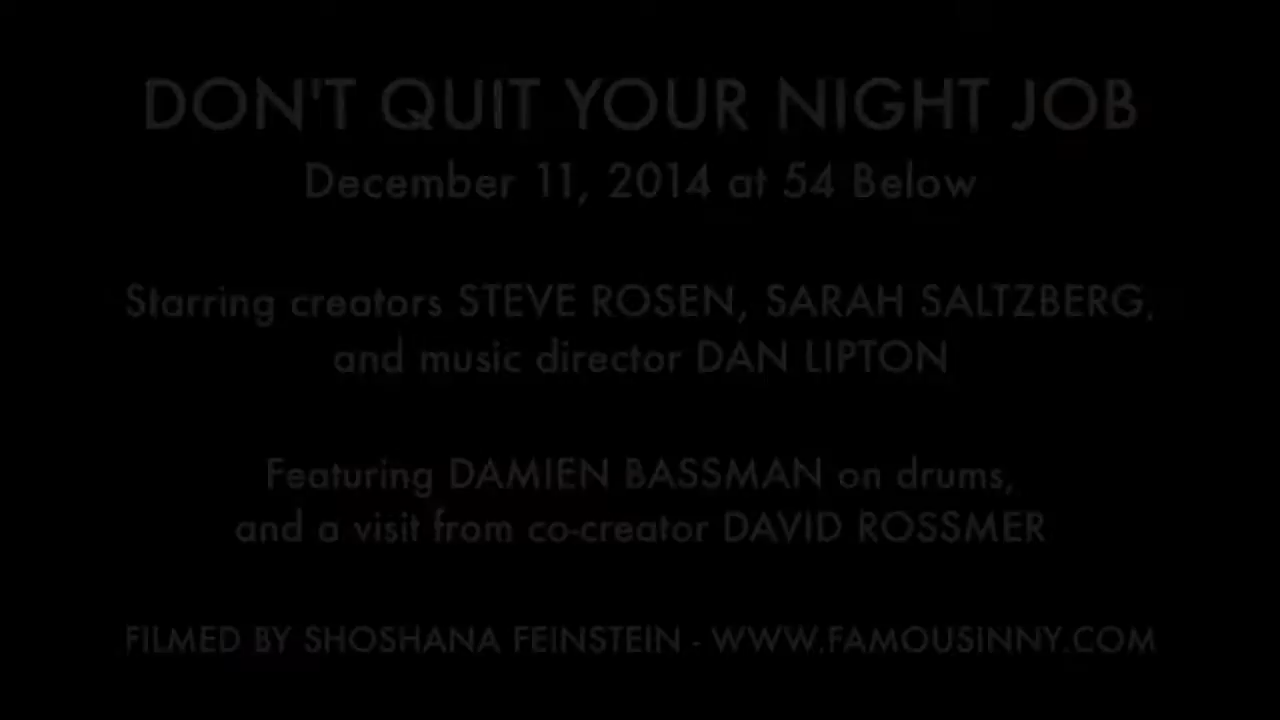 DON'T QUIT YOUR NIGHT JOB
December 11, 2014 at 54 Below
Starring creators STEVE ROSEN, SARAH SALTZBERG,
and music director DAN LIPTON
Featuring DAMIEN BASSMAN on drums,
and a visit from co-creator DAVID ROSSMER
FILMED BY SHOSHANA FEINSTEIN - WWW.FAMOUSINNY.COM